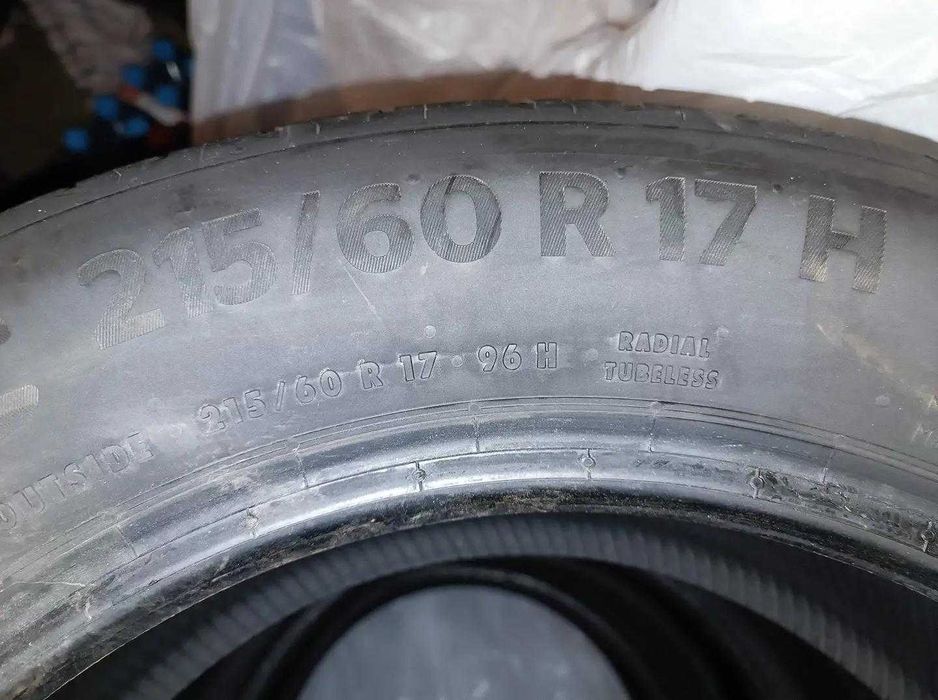 215/60 R 17 H
OUTSIDE 215/60 R 17 · 96 H RADIAL
TUBELESS